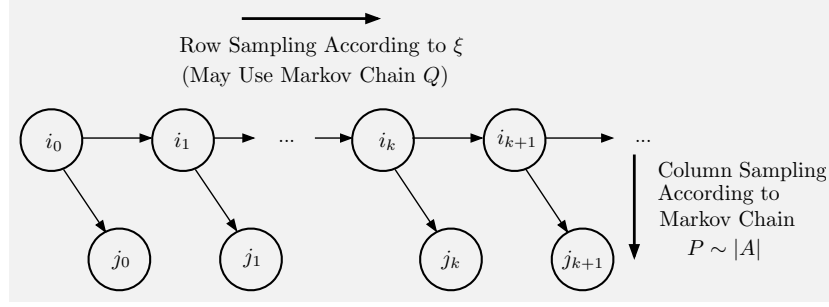 Row Sampling According to ξ
(May Use Markov Chain Q)
i₀ i₁ ... iₖ iₖ₊₁ ...
Column Sampling
According to
Markov Chain
P ∼ |A|
j₀ j₁ jₖ jₖ₊₁